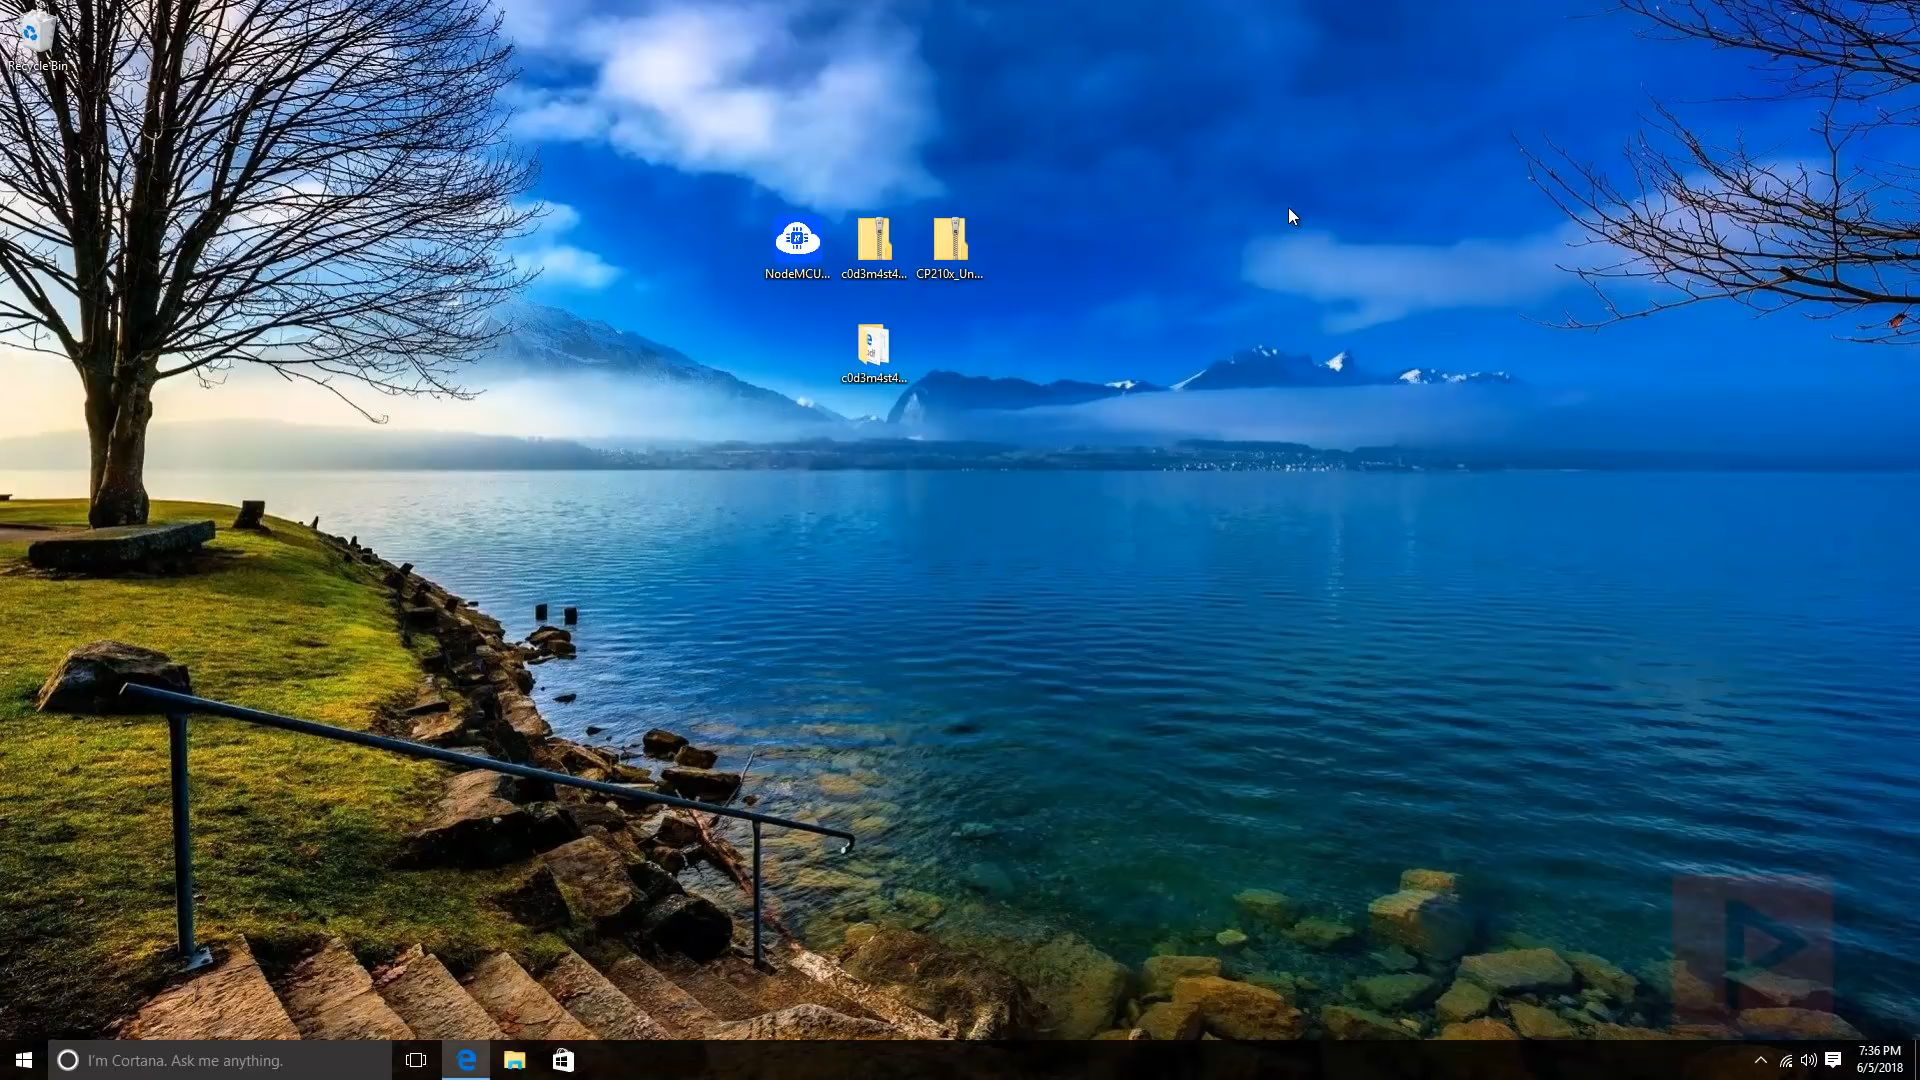 Recycle Bin
NodeMCU...
c0d3m4st4...
CP210x_Un...
c0d3m4st4...
I'm Cortana. Ask me anything.
7:36 PM
6/5/2018